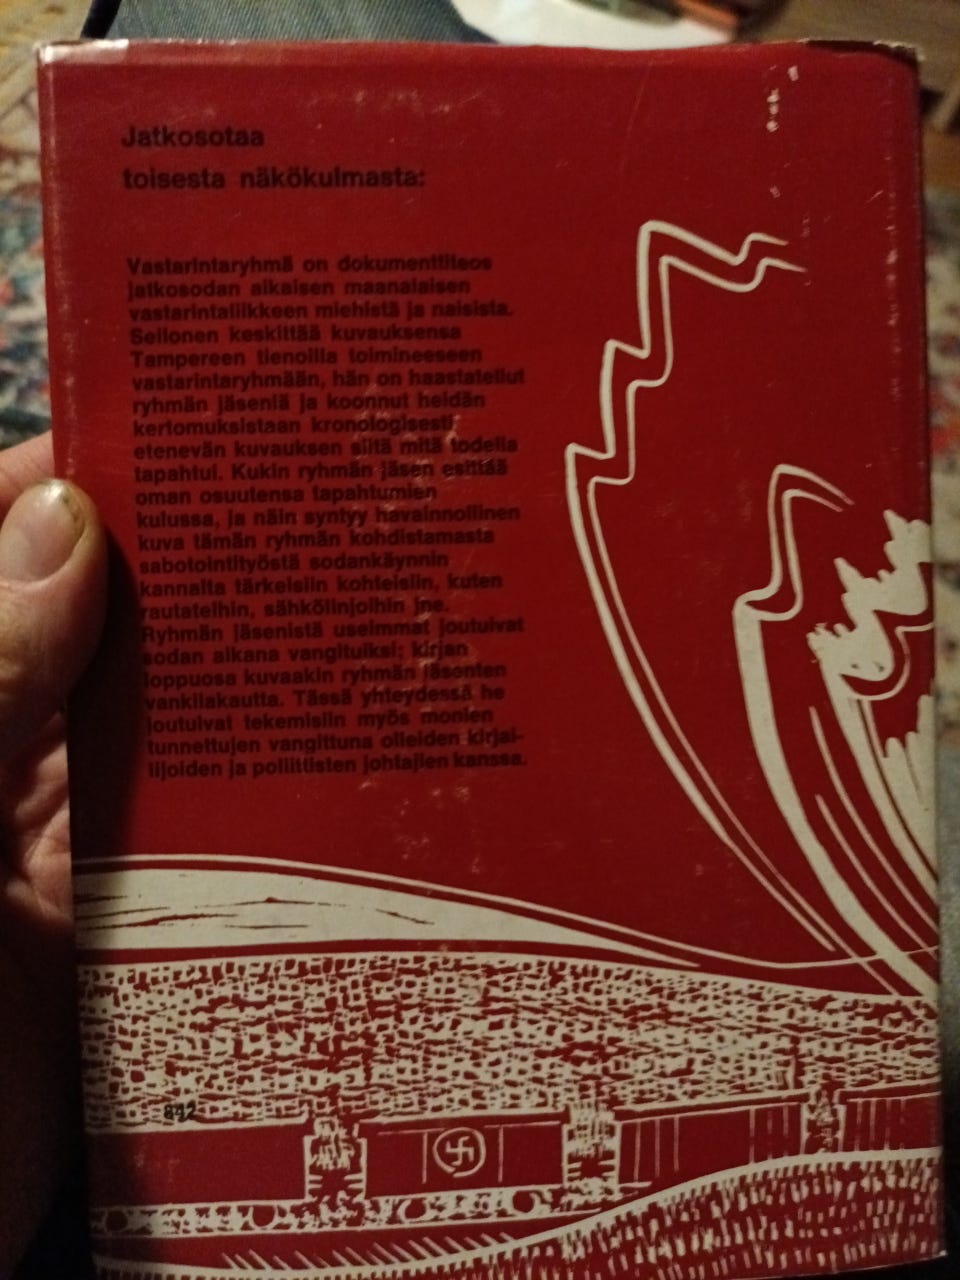 Jatkosotaa
toisesta näkökulmasta:
Vastarintaryhmä on dokumenttiteos
jatkosodan aikaisen maanalaisen
vastarintaliikkeen miehistä ja naisista.
Sellonen keskittää kuvauksensa
Tampereen tienoilla toimineeseen
vastarintaryhmään, hän on haastatellut
ryhmän jäseniä ja koonnut heidän
kertomuksistaan kronologisesti
etenevän kuvauksen siitä mitä todella
tapahtui. Kukin ryhmän jäsen esittää
oman osuutensa tapahtumien
kulussa, ja näin syntyy havainnollinen
kuva tämän ryhmän kohdistamasta
sabotointityöstä sodankäynnin
kannalta tärkeisiin kohteisiin, kuten
rautateihin, sähkölinjoihin jne.
Ryhmän jäsenistä useimmat joutuivat
sodan aikana vangituiksi; kirjan
loppuosa kuvaakin ryhmän jäsenten
vankilakautta. Tässä yhteydessä he
joutuivat tekemisiin myös monien
tunnettujen vangittuna olleiden kirjai-
lijoiden ja poliittisten johtajien kanssa.
842